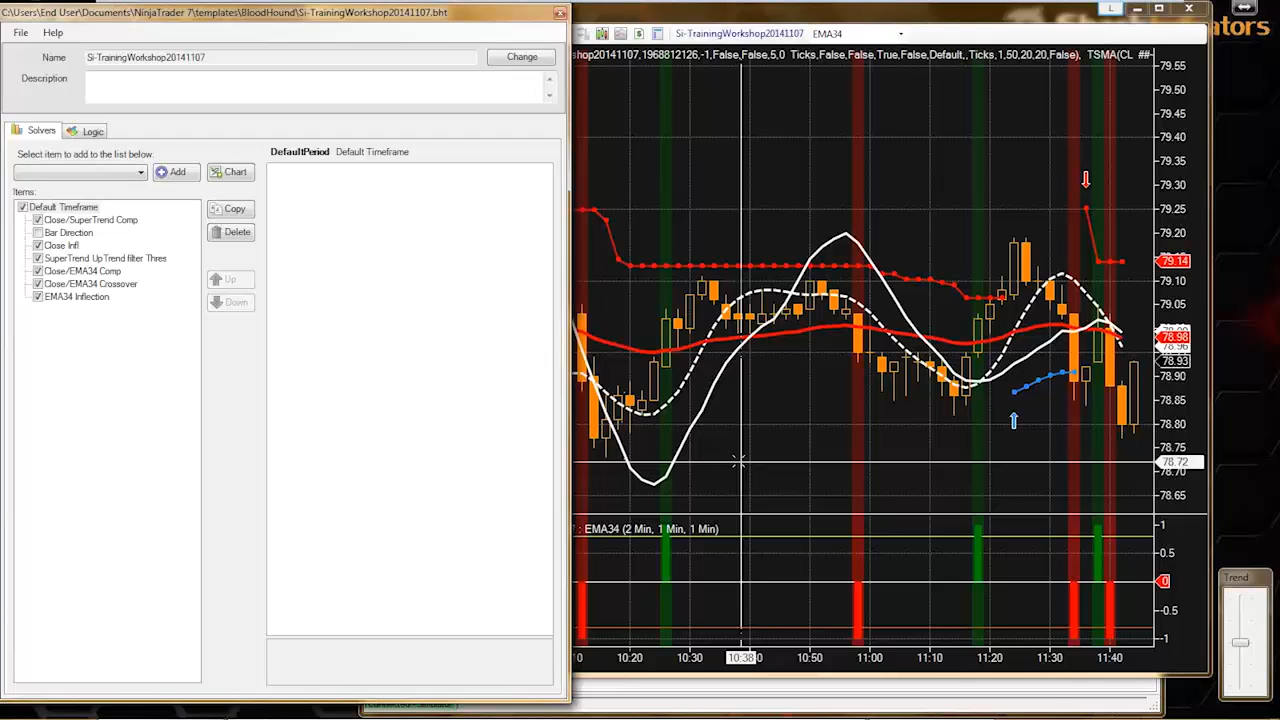 C:\Users\End User\Documents\NinjaTrader 7\templates\BloodHound\Si-TrainingWorkshop20141107.bht
File Help
Name Si-TrainingWorkshop20141107 Change
Description
Solvers Logic
Select item to add to the list below.
Add Chart
Items:
Default Timeframe
Close/SuperTrend Comp
Bar Direction
Close Infl
SuperTrend UpTrend filter Thres
Close/EMA34 Comp
Close/EMA34 Crossover
EMA34 Inflection
Copy
Delete
Up
Down
DefaultPeriod Default Timeframe
L
Si-TrainingWorkshop20141107 EMA34
hop20141107,1968812126,-1,False,False,5,0 Ticks,False,False,True,False,Default,,Ticks,1,50,20,20,False), TSMA(CL ##-
79.55
79.50
79.45
79.40
79.35
79.30
79.25
79.20
79.14
79.10
79.05
78.98
78.96
78.93
78.90
78.85
78.80
78.75
78.72
78.70
78.65
: EMA34 (2 Min, 1 Min, 1 Min)
1
0.5
0
-0.5
-1
10 10:20 10:30 10:38 0 10:50 11:00 11:10 11:20 11:30 11:40
ators
Trend